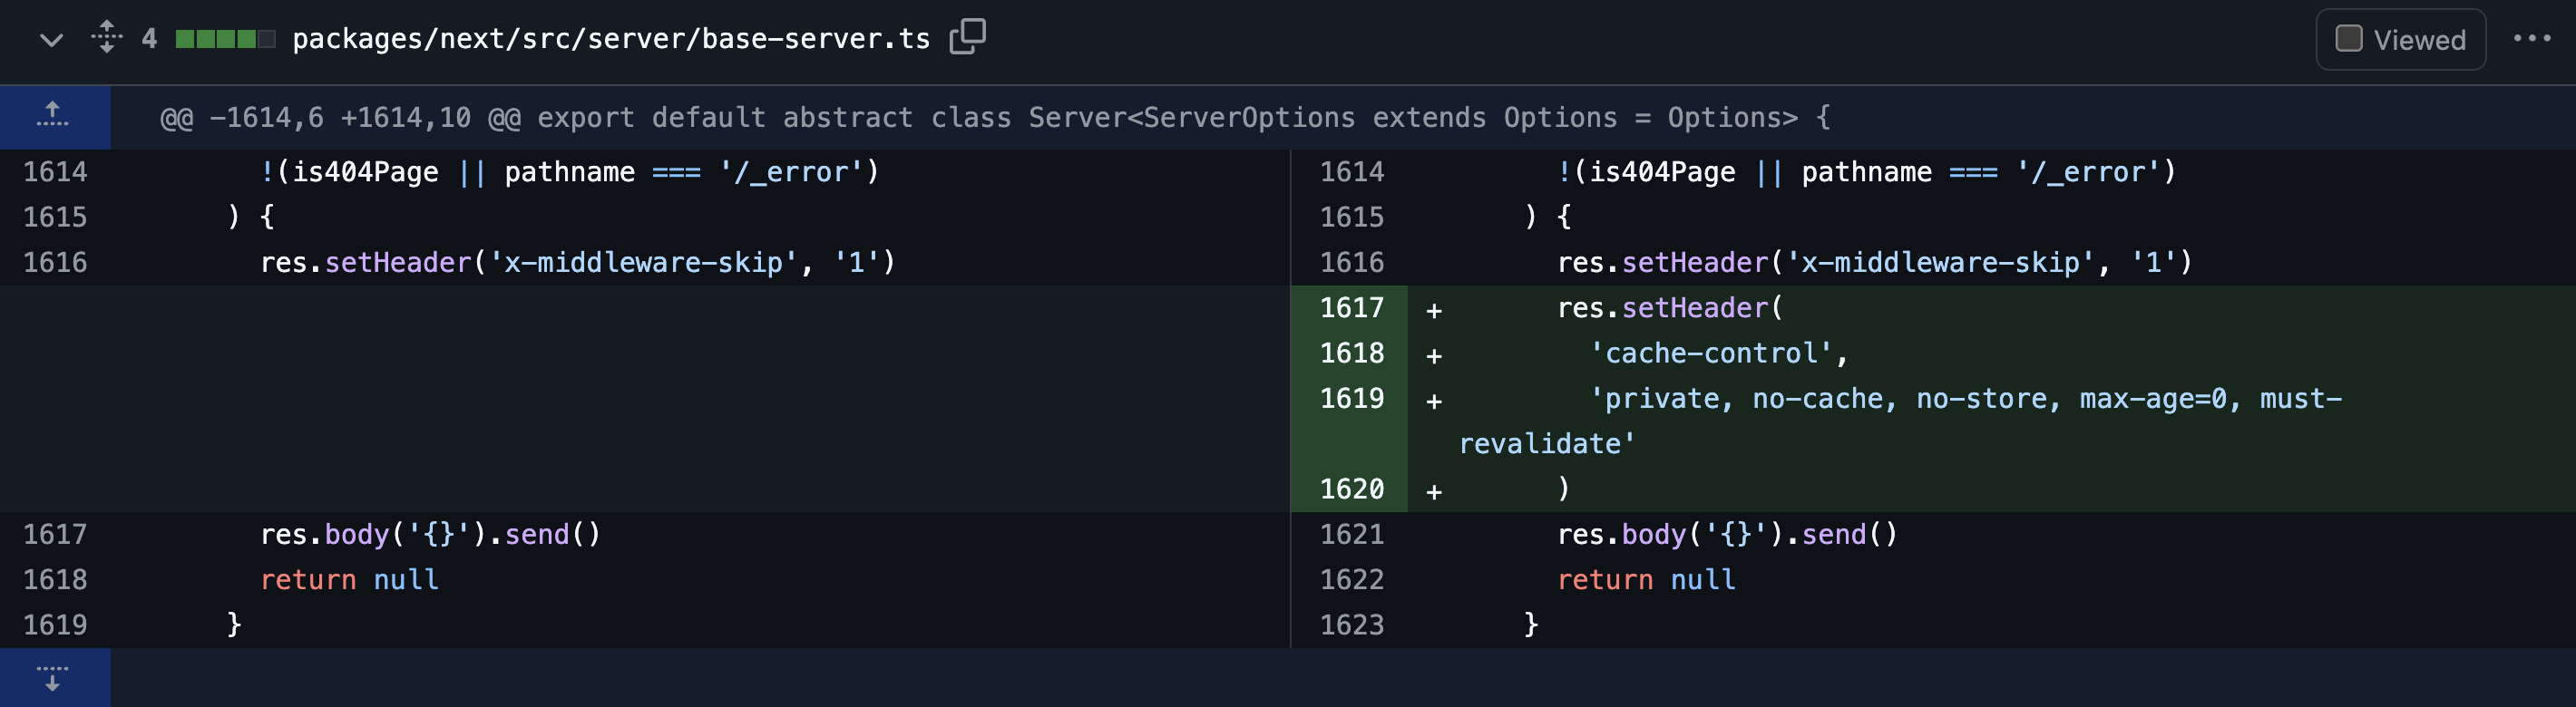 4 packages/next/src/server/base-server.ts Viewed
@@ -1614,6 +1614,10 @@ export default abstract class Server<ServerOptions extends Options = Options> {
1614 !(is404Page || pathname === '/_error') 1614 !(is404Page || pathname === '/_error')
1615 ) { 1615 ) {
1616 res.setHeader('x-middleware-skip', '1') 1616 res.setHeader('x-middleware-skip', '1')
1617 + res.setHeader(
1618 + 'cache-control',
1619 + 'private, no-cache, no-store, max-age=0, must-
revalidate'
1620 + )
1617 res.body('{}').send() 1621 res.body('{}').send()
1618 return null 1622 return null
1619 } 1623 }